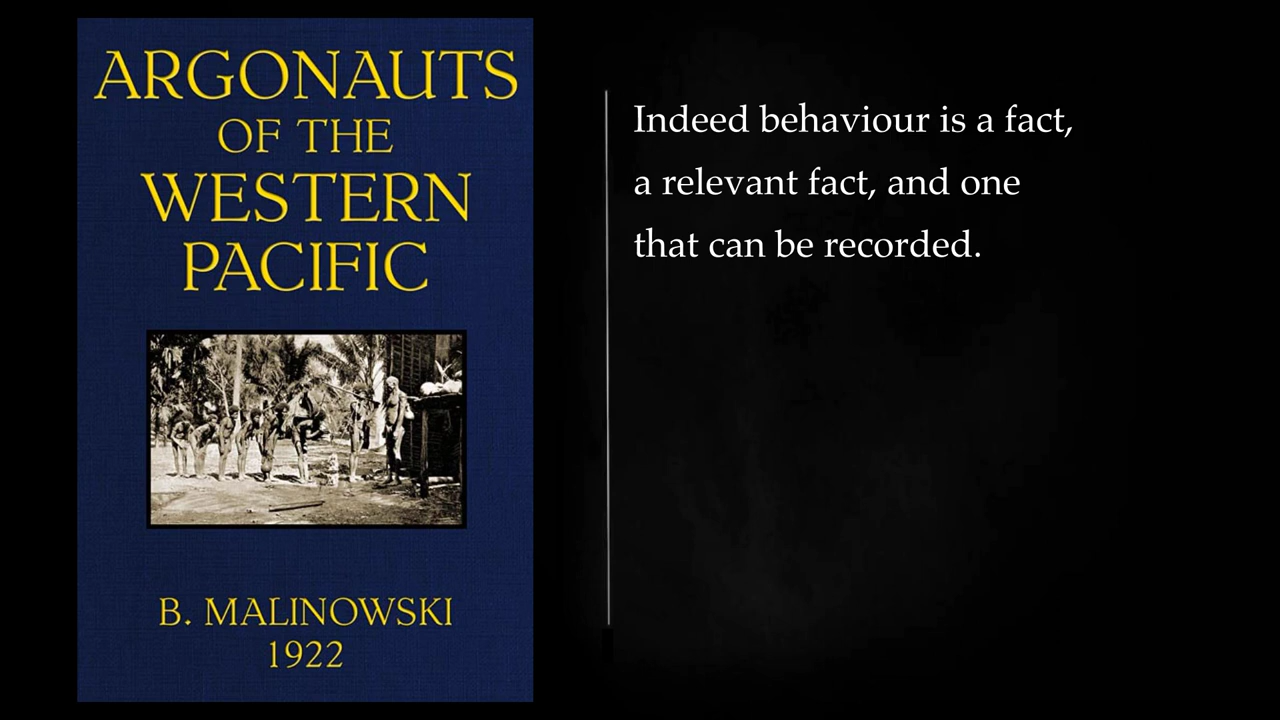 ARGONAUTS
OF THE
WESTERN
PACIFIC
B. MALINOWSKI
1922
Indeed behaviour is a fact,
a relevant fact, and one
that can be recorded.